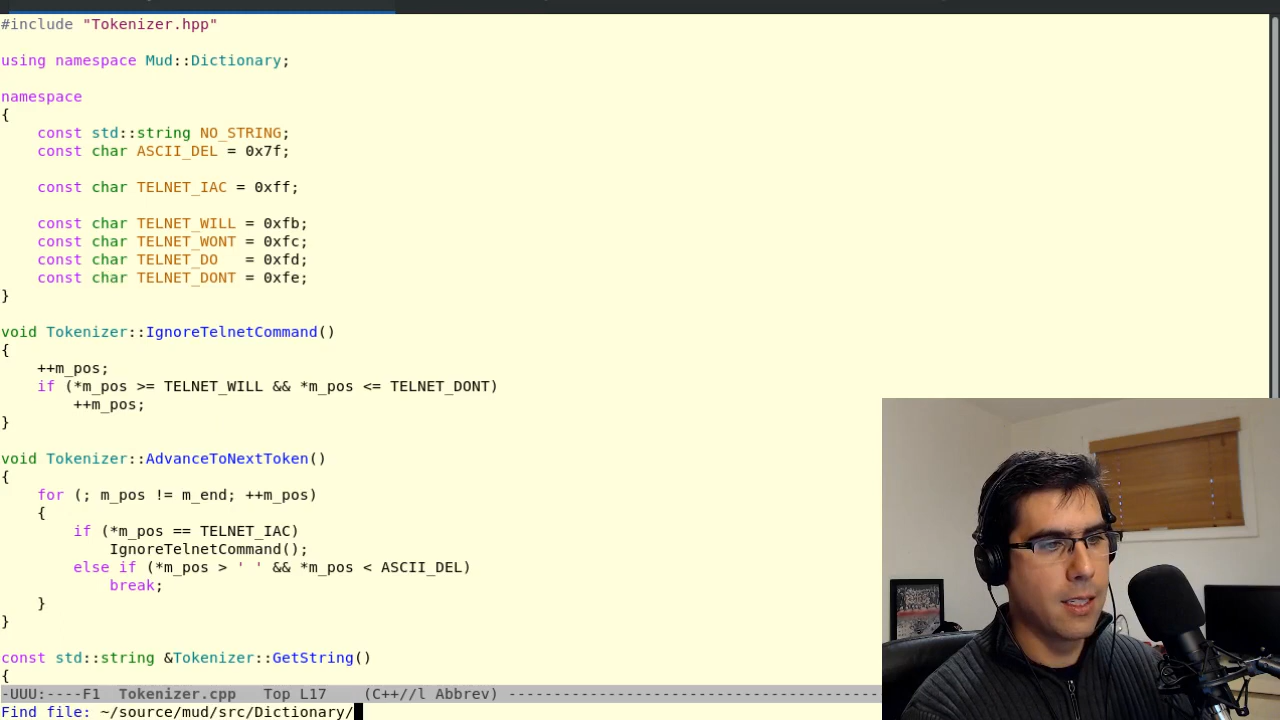 #include "Tokenizer.hpp"
using namespace Mud::Dictionary;
namespace
{
const std::string NO_STRING;
const char ASCII_DEL = 0x7f;
const char TELNET_IAC = 0xff;
const char TELNET_WILL = 0xfb;
const char TELNET_WONT = 0xfc;
const char TELNET_DO   = 0xfd;
const char TELNET_DONT = 0xfe;
}
void Tokenizer::IgnoreTelnetCommand()
{
++m_pos;
if (*m_pos >= TELNET_WILL && *m_pos <= TELNET_DONT)
++m_pos;
}
void Tokenizer::AdvanceToNextToken()
{
for (; m_pos != m_end; ++m_pos)
{
if (*m_pos == TELNET_IAC)
IgnoreTelnetCommand();
else if (*m_pos > ' ' && *m_pos < ASCII_DEL)
break;
}
}
const std::string &Tokenizer::GetString()
{
-UUU:----F1  Tokenizer.cpp   Top L17    (C++//l Abbrev) -----------------------------------------
Find file: ~/source/mud/src/Dictionary/